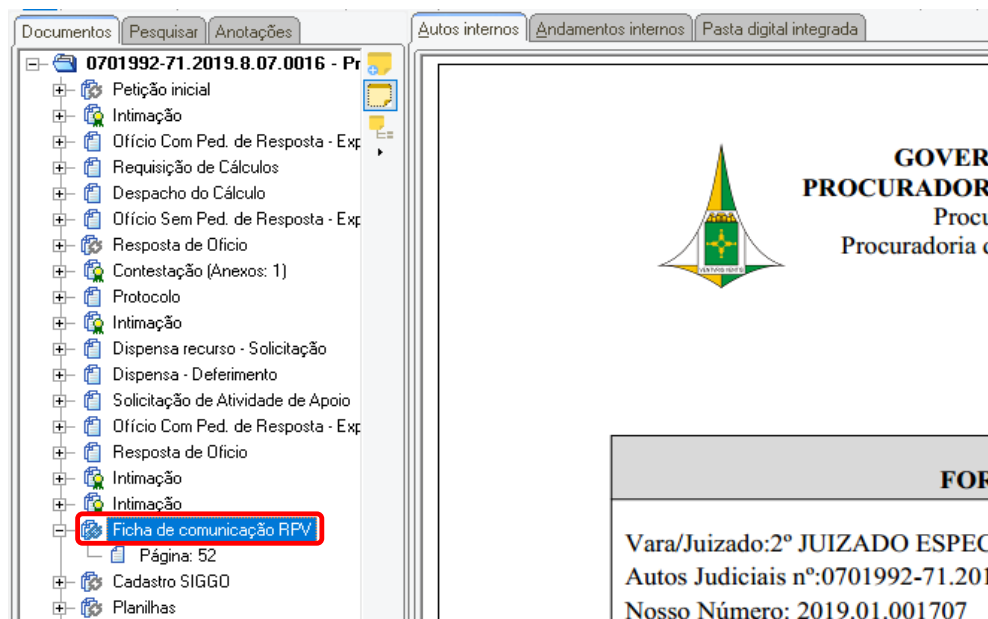 Documentos Pesquisar Anotações
0701992-71.2019.8.07.0016 - Pr
Petição inicial
Intimação
Ofício Com Ped. de Resposta - Exp
Requisição de Cálculos
Despacho do Cálculo
Ofício Sem Ped. de Resposta - Exp
Resposta de Oficio
Contestação (Anexos: 1)
Protocolo
Intimação
Dispensa recurso - Solicitação
Dispensa - Deferimento
Solicitação de Atividade de Apoio
Ofício Com Ped. de Resposta - Exp
Resposta de Oficio
Intimação
Intimação
Ficha de comunicação RPV
Página: 52
Cadastro SIGGO
Planilhas
Autos internos Andamentos internos Pasta digital integrada
GOVER
PROCURADOR
Procu
Procuradoria d
VENTVRIS VENTIS
FOR
Vara/Juizado:2º JUIZADO ESPEC
Autos Judiciais nº:0701992-71.201
Nosso Número: 2019.01.001707